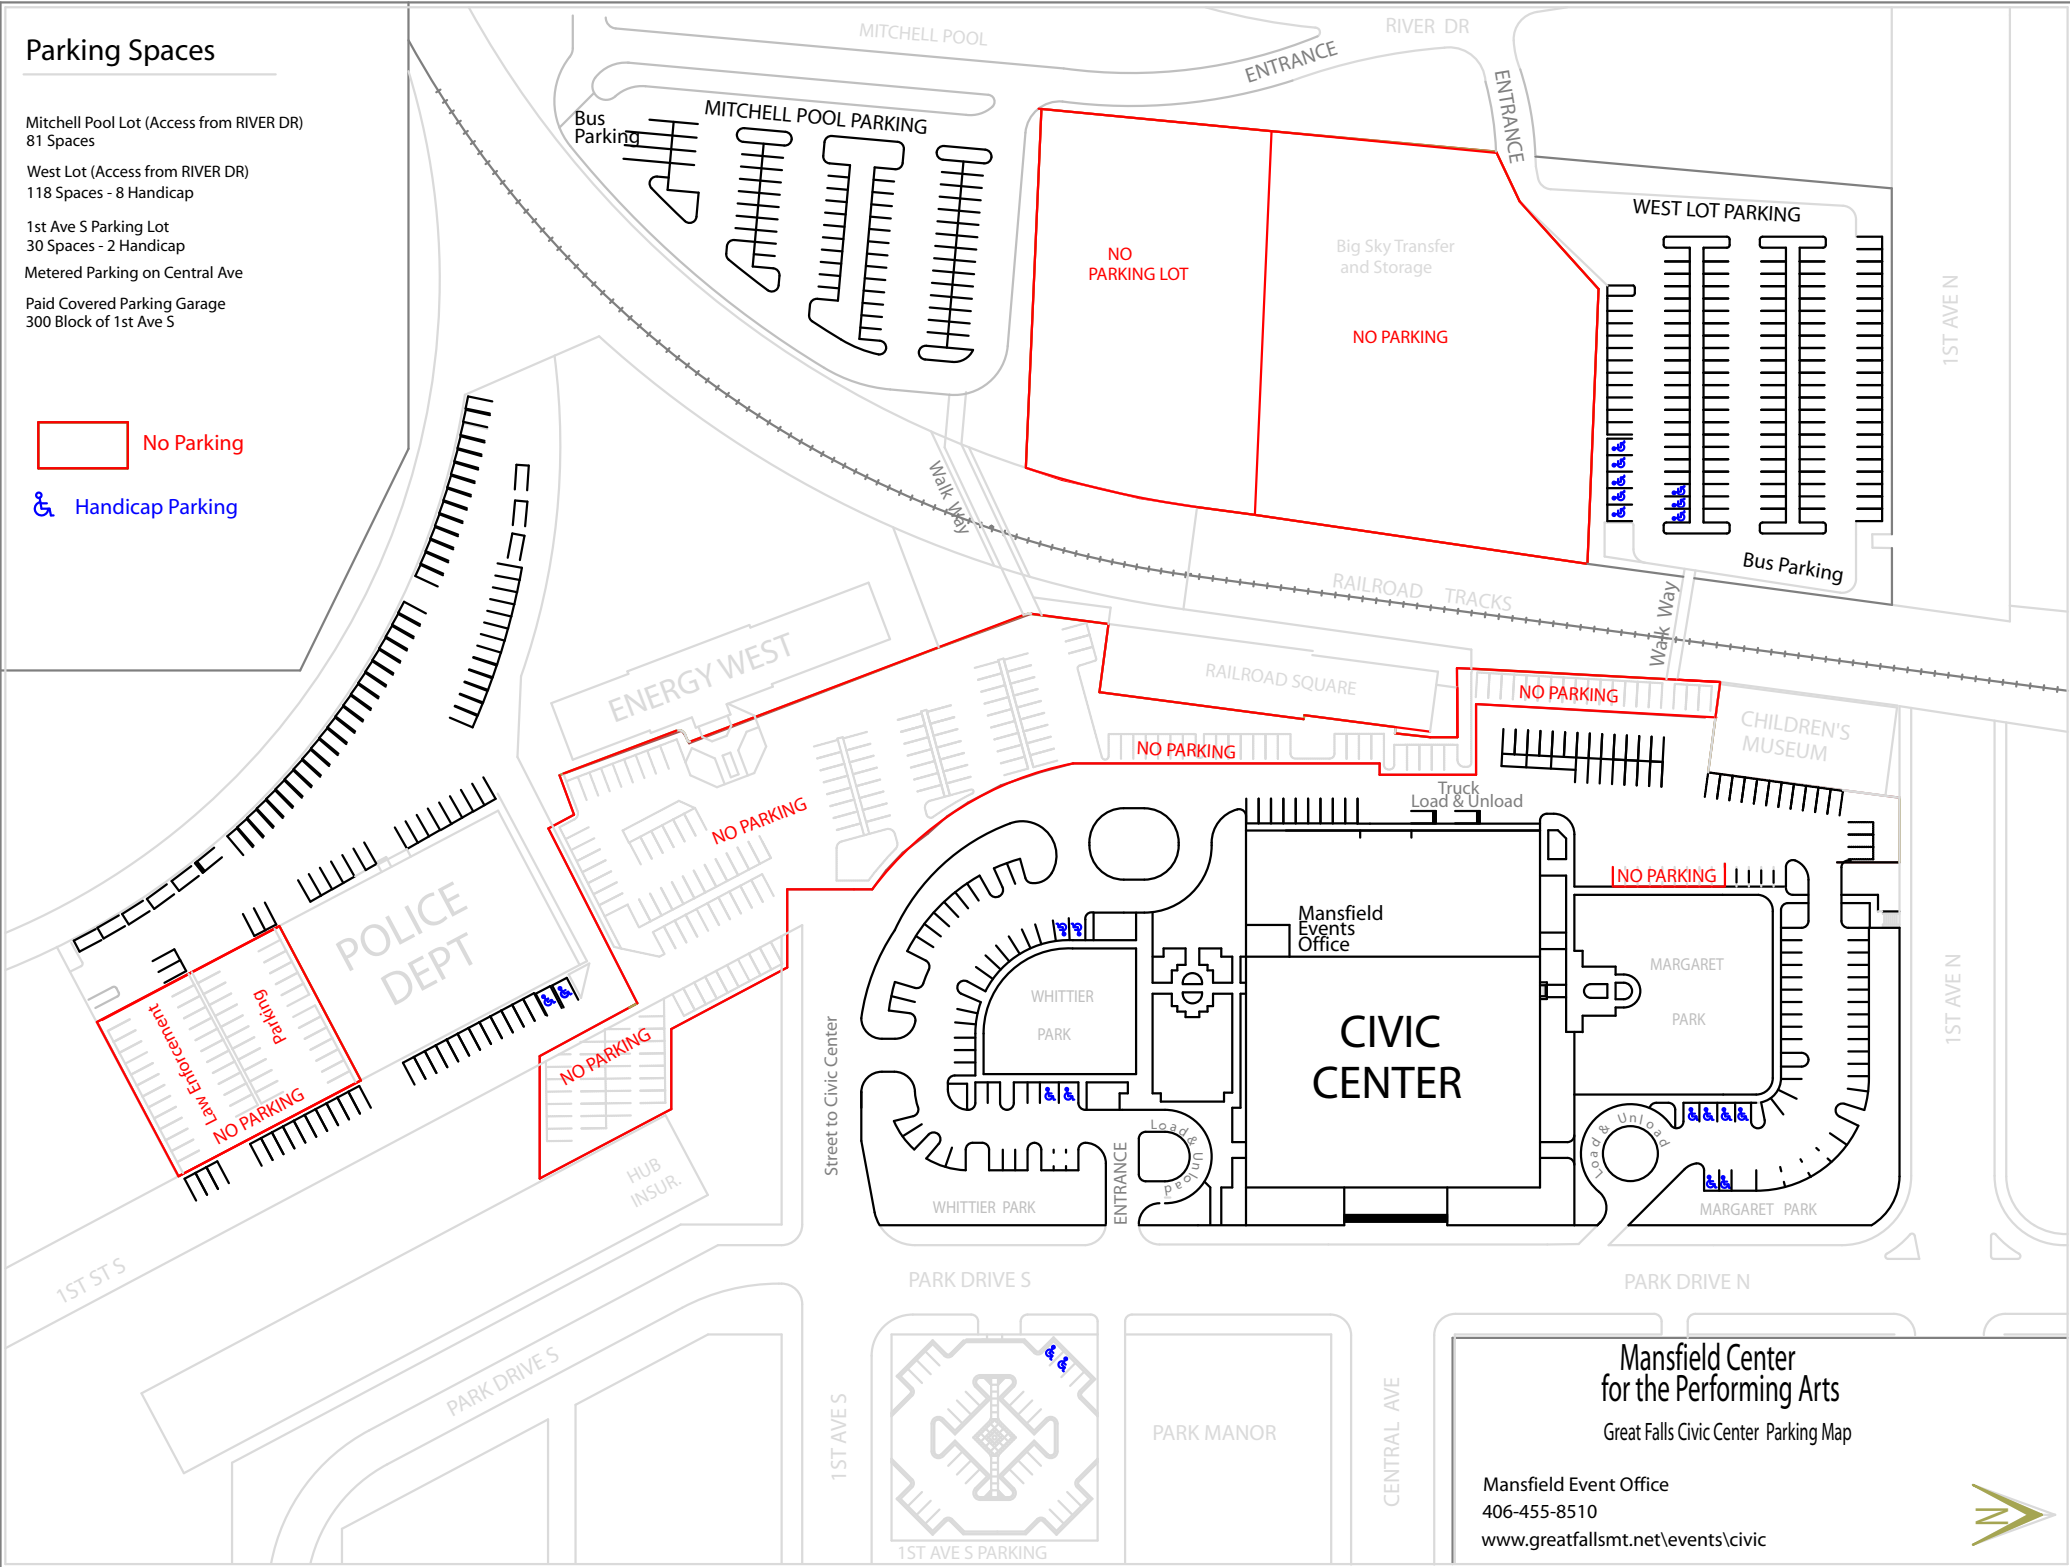 Parking Spaces
Mitchell Pool Lot (Access from RIVER DR)
81 Spaces
West Lot (Access from RIVER DR)
118 Spaces - 8 Handicap
1st Ave S Parking Lot
30 Spaces - 2 Handicap
Metered Parking on Central Ave
Paid Covered Parking Garage
300 Block of 1st Ave S
No Parking
Handicap Parking
MITCHELL POOL
RIVER DR
ENTRANCE
ENTRANCE
Bus
Parking
MITCHELL POOL PARKING
NO
PARKING LOT
Big Sky Transfer
and Storage
NO PARKING
WEST LOT PARKING
1ST AVE N
Bus Parking
Walk Way
Walk Way
RAILROAD TRACKS
ENERGY WEST
RAILROAD SQUARE
NO PARKING
NO PARKING
CHILDREN'S
MUSEUM
Truck
Load & Unload
NO PARKING
NO PARKING
POLICE
DEPT
Mansfield
Events
Office
CIVIC
CENTER
WHITTIER
PARK
MARGARET
PARK
1ST AVE N
Law Enforcement
Parking
NO PARKING
NO PARKING
HUB
INSUR.
Street to Civic Center
Load & Unload
Load & Unload
ENTRANCE
WHITTIER PARK
MARGARET PARK
1ST ST S
PARK DRIVE S
PARK DRIVE N
PARK DRIVE S
1ST AVE S
PARK MANOR
CENTRAL AVE
1ST AVE S PARKING
Mansfield Center
for the Performing Arts
Great Falls Civic Center Parking Map
Mansfield Event Office
406-455-8510
www.greatfallsmt.net\events\civic
N